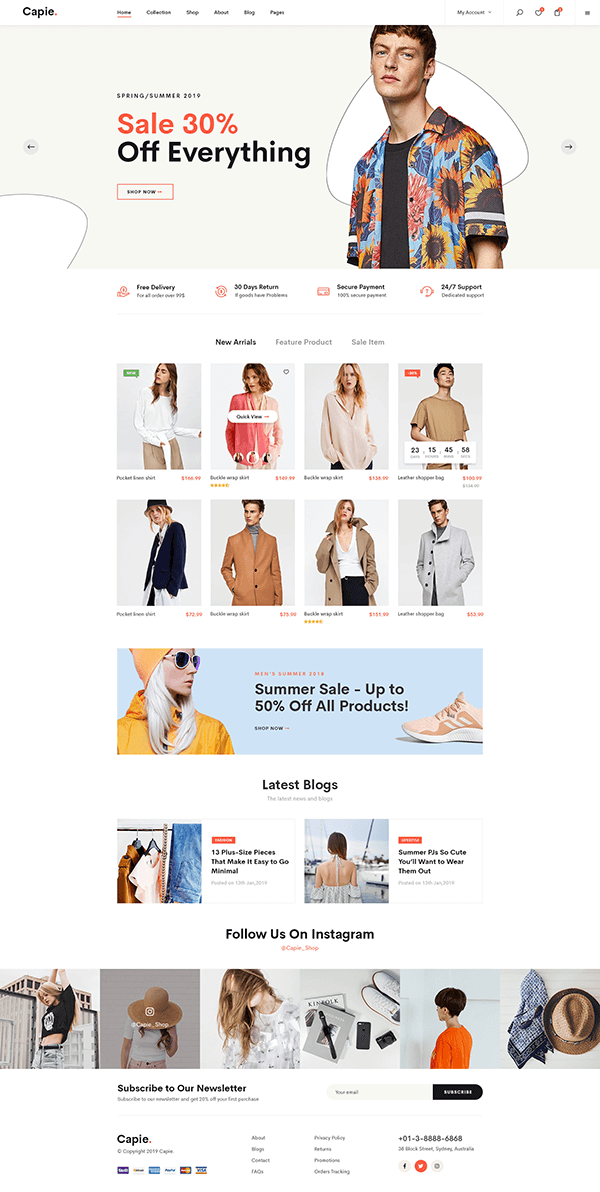 Capie.
Home Collection Shop About Blog Pages
My Account
SPRING/SUMMER 2019
Sale 30%
Off Everything
SHOP NOW
Free Delivery
For all order over 99$
30 Days Return
If goods have Problems
Secure Payment
100% secure payment
24/7 Support
Dedicated support
New Arrials Feature Product Sale Item
NEW
Quick View
23 : 15 : 45 : 58
DAYS HOURS MINS SECS
Pocket linen shirt $166.99
Buckle wrap skirt $169.99
Buckle wrap skirt $138.99
Leather shopper bag $100.99
Pocket linen shirt $72.99
Buckle wrap skirt $75.99
Buckle wrap skirt $151.99
Leather shopper bag $53.99
MEN'S SUMMER 2018
Summer Sale - Up to
50% Off All Products!
SHOP NOW
Latest Blogs
The latest news and blogs
FASHION
13 Plus-Size Pieces
That Make It Easy to Go
Minimal
Posted on 13th Jan,2019
LIFESTYLE
Summer PJs So Cute
You'll Want to Wear
Them Out
Posted on 13th Jan,2019
Follow Us On Instagram
@Capie_Shop
@Capie_Shop
KINFOLK
Subscribe to Our Newsletter
Subscribe to our newsletter and get 20% off your first purchase
Your email
SUBSCRIBE
Capie.
© Copyright 2019 Capie.
About
Blogs
Contact
FAQs
Privacy Policy
Returns
Promotions
Orders Tracking
+01-3-8888-6868
36 Block Street, Sydney, Australia
VISA
PayPal